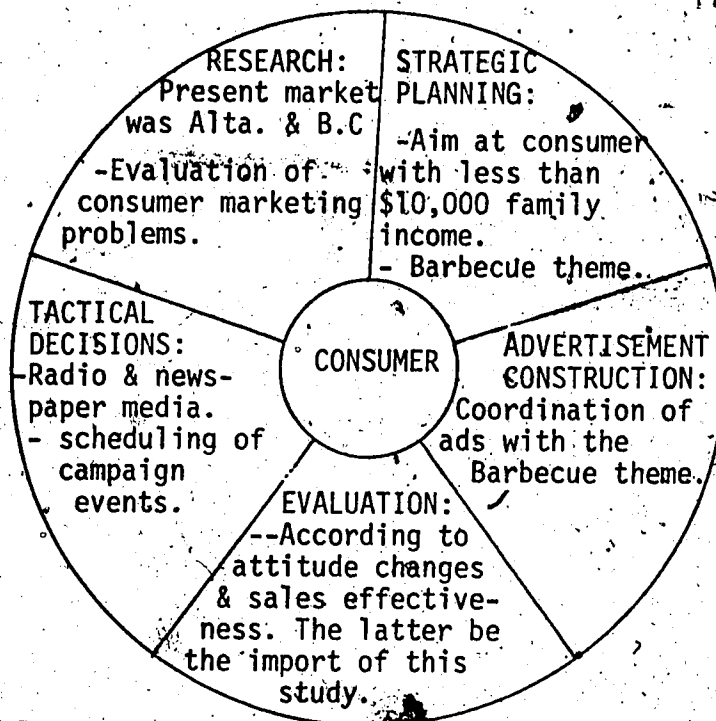 RESEARCH:
Present market
was Alta. & B.C
-Evaluation of
consumer marketing
problems.
STRATEGIC
PLANNING:
-Aim at consumer
with less than
$10,000 family
income.
- Barbecue theme.
ADVERTISEMENT
CONSTRUCTION:
Coordination of
ads with the
Barbecue theme.
EVALUATION:
--According to
attitude changes
& sales effective-
ness. The latter be
the import of this
study.
TACTICAL
DECISIONS:
-Radio & news-
paper media.
- scheduling of
campaign
events.
CONSUMER